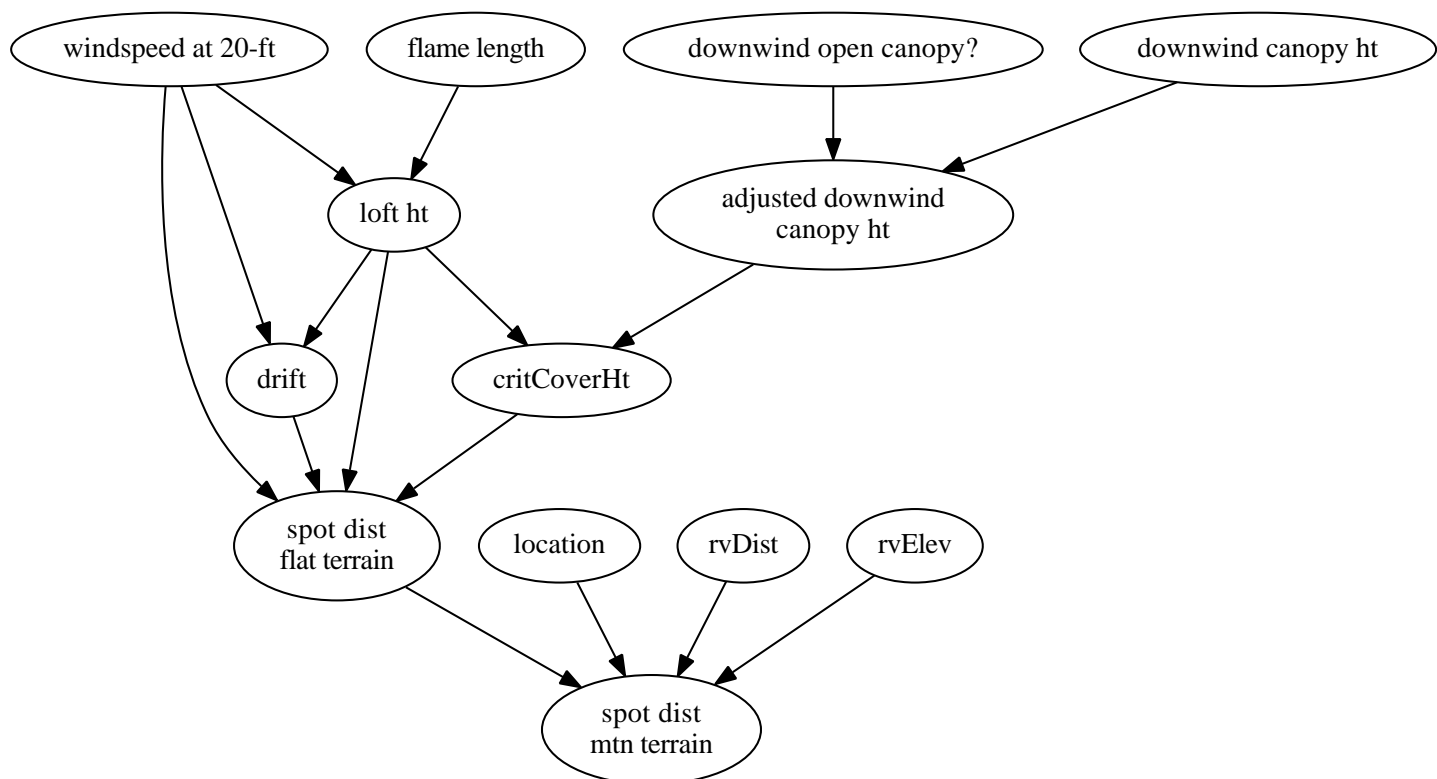 windspeed at 20-ft
flame length
downwind open canopy?
downwind canopy ht
loft ht
adjusted downwind
canopy ht
drift
critCoverHt
spot dist
flat terrain
location
rvDist
rvElev
spot dist
mtn terrain